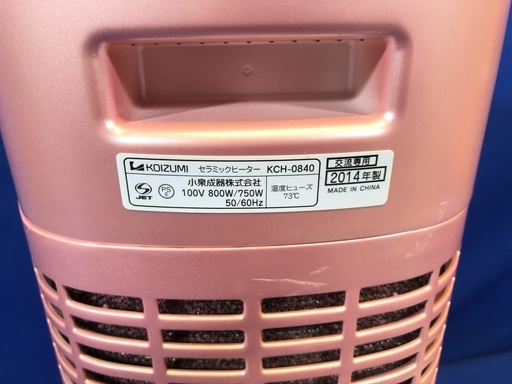 KOIZUMI セラミックヒーター KCH-0840
小泉成器株式会社
100V 800W/750W
50/60Hz
S JET
PS E
温度ヒューズ
73℃
交流専用
2014年製
MADE IN CHINA